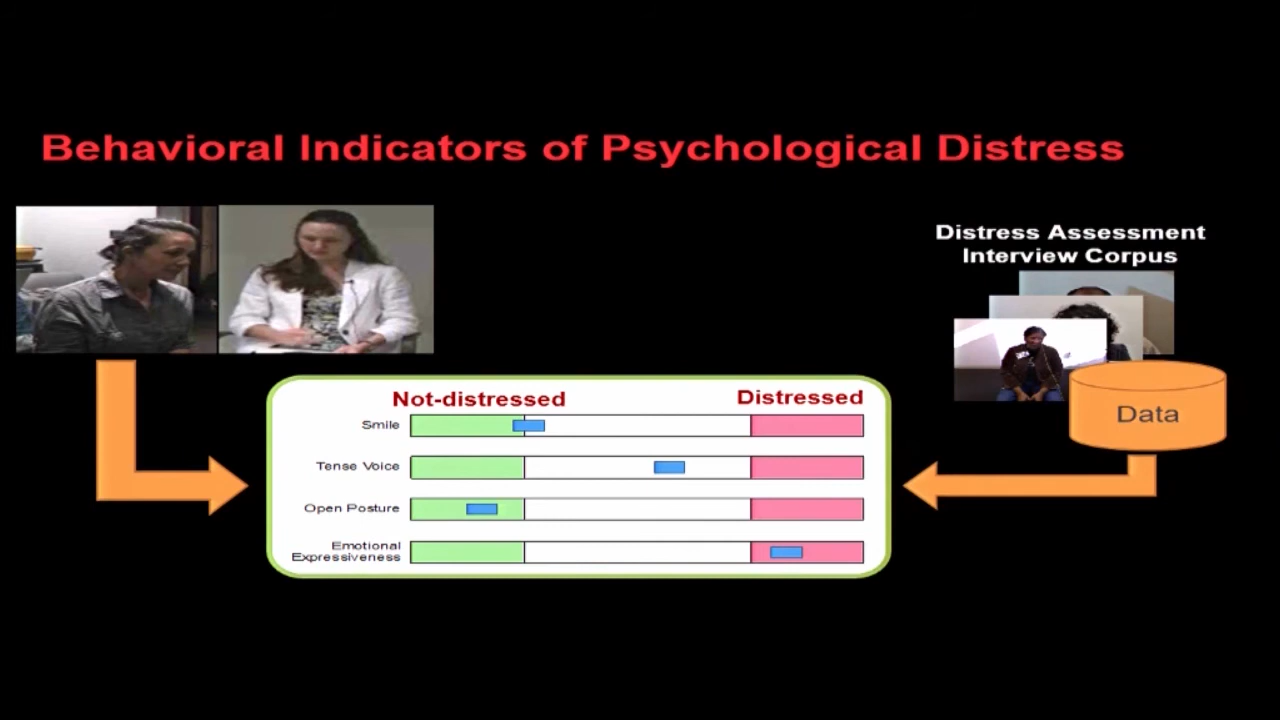 Behavioral Indicators of Psychological Distress
Distress Assessment
Interview Corpus
Data
Not-distressed
Distressed
Smile
Tense Voice
Open Posture
Emotional
Expressiveness